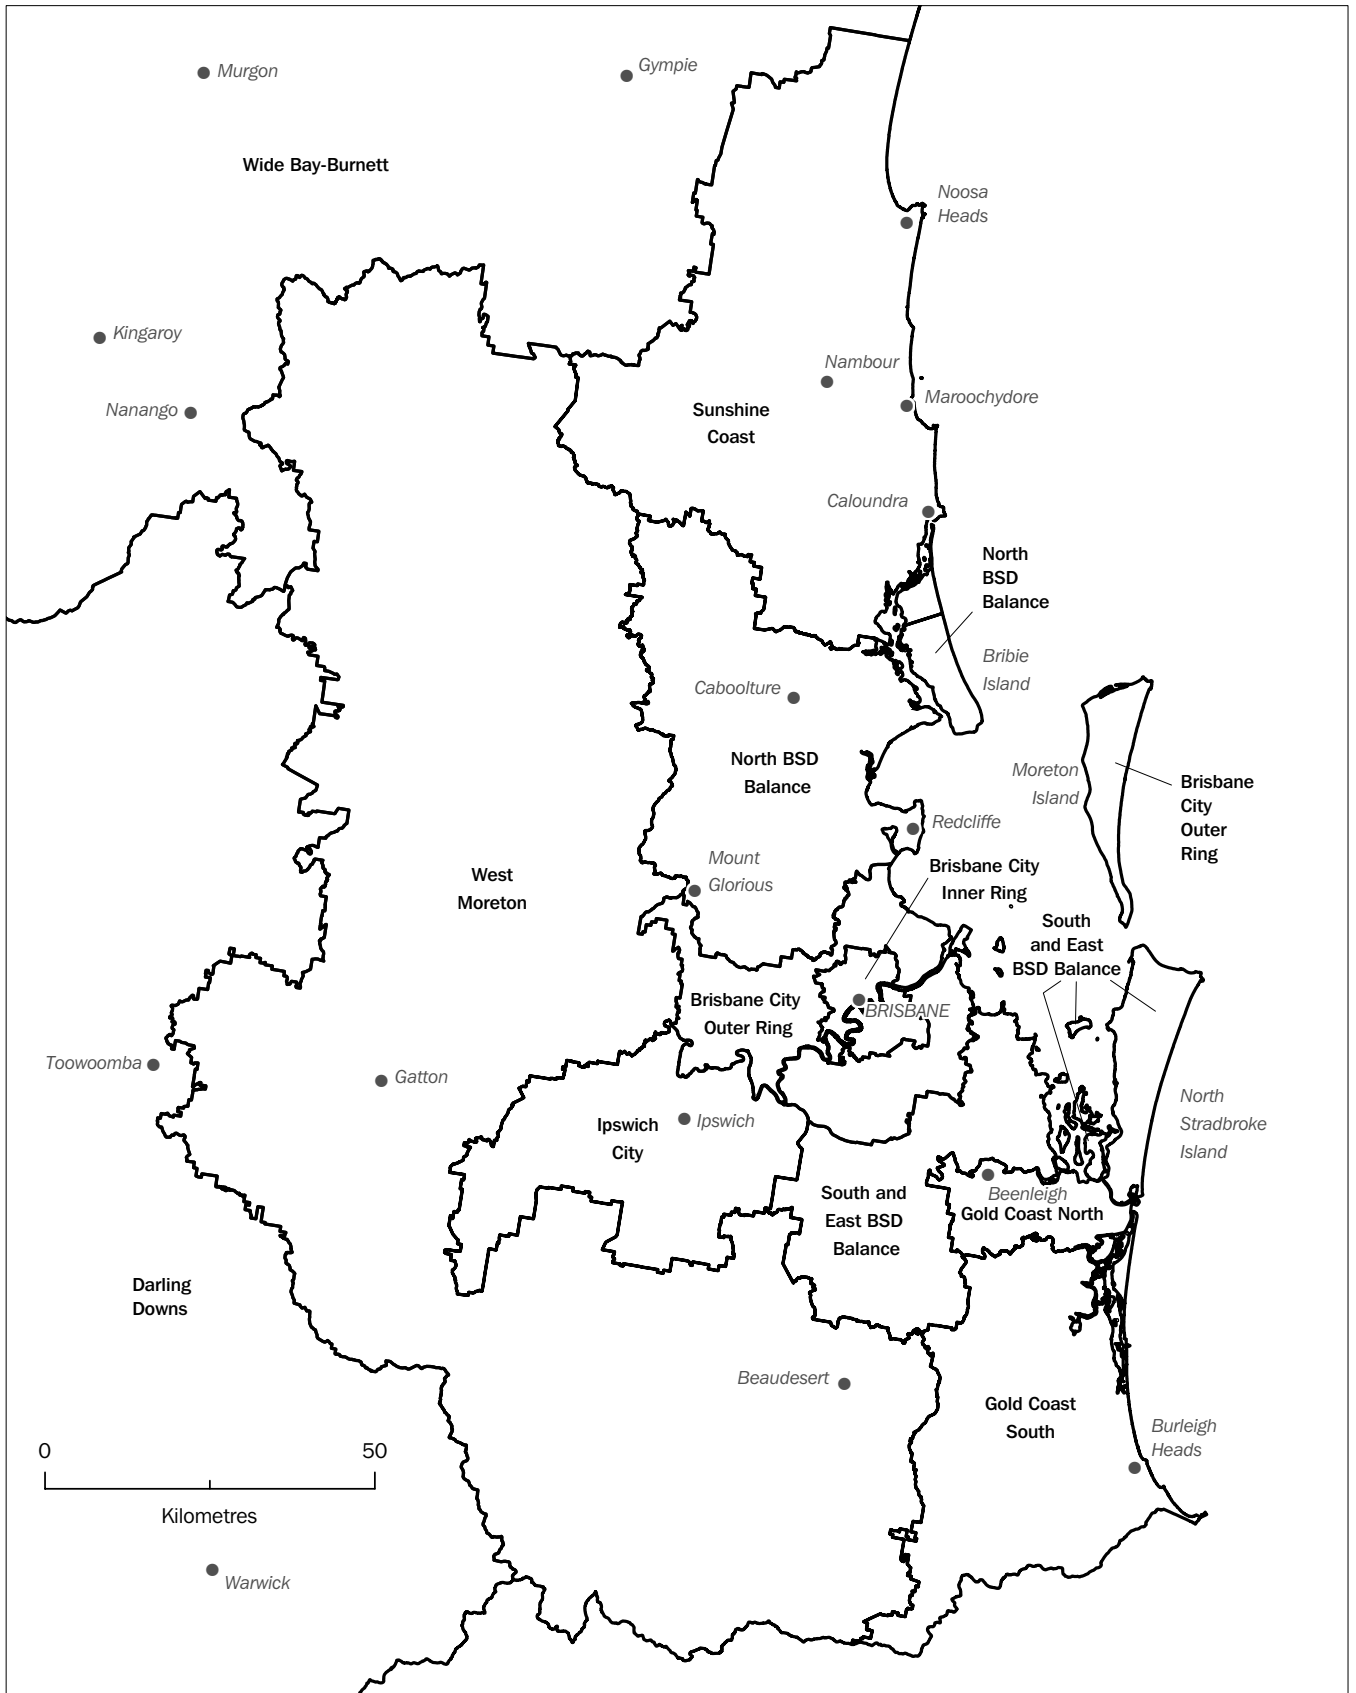 Murgon
Gympie
Wide Bay-Burnett
Noosa
Heads
Kingaroy
Nambour
Maroochydore
Nanango
Sunshine
Coast
Caloundra
North
BSD
Balance
Bribie
Island
Caboolture
North BSD
Balance
Moreton
Island
Brisbane
City
Outer
Ring
Redcliffe
Mount
Glorious
Brisbane City
Inner Ring
West
Moreton
South
and East
BSD Balance
Brisbane City
Outer Ring
BRISBANE
Toowoomba
Gatton
Ipswich
City
Ipswich
North
Stradbroke
Island
South and
East BSD
Balance
Beenleigh
Gold Coast North
Darling
Downs
Beaudesert
Gold Coast
South
Burleigh
Heads
0 50
Kilometres
Warwick